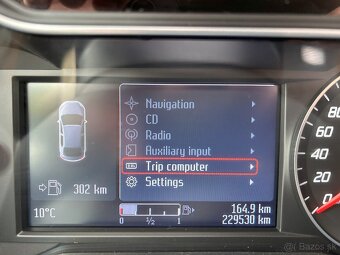 Navigation
CD
Radio
Auxiliary input
Trip computer
Settings
302 km
10°C
0 ½ 1
164.9 km
229530 km
80
60
40
20
0
Bazos.sk